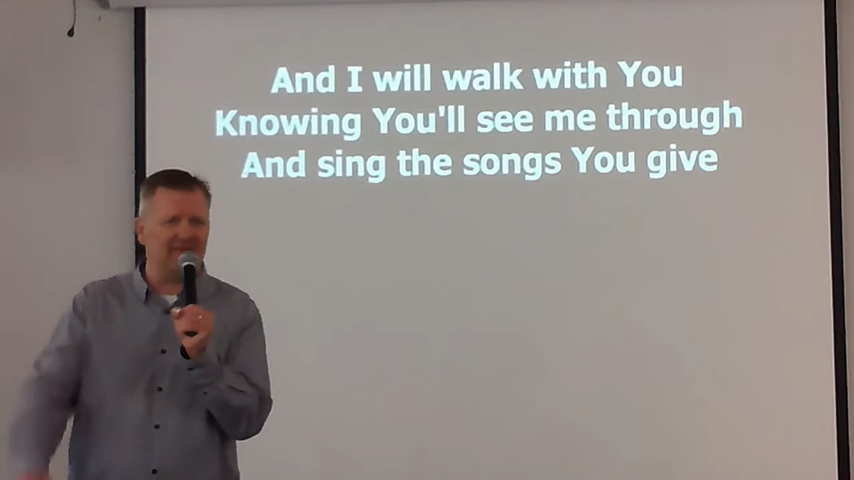 And I will walk with You
Knowing You'll see me through
And sing the songs You give